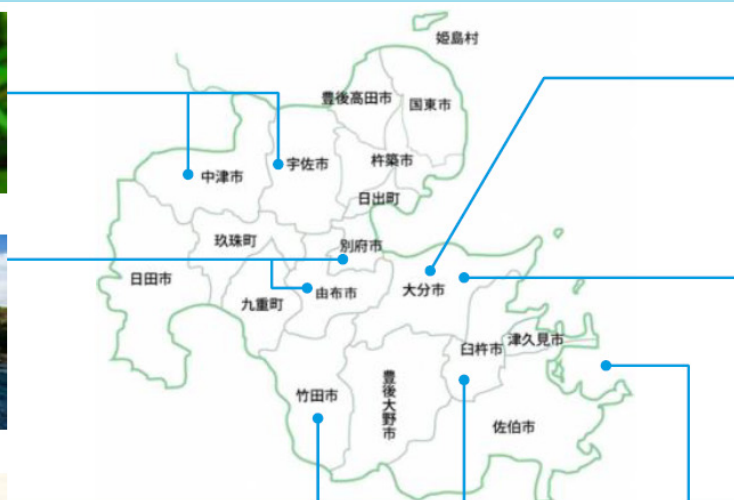 姫島村
豊後高田市
国東市
杵築市
宇佐市
中津市
日出町
玖珠町
別府市
日田市
由布市
大分市
九重町
津久見市
臼杵市
竹田市
豊後大野市
佐伯市